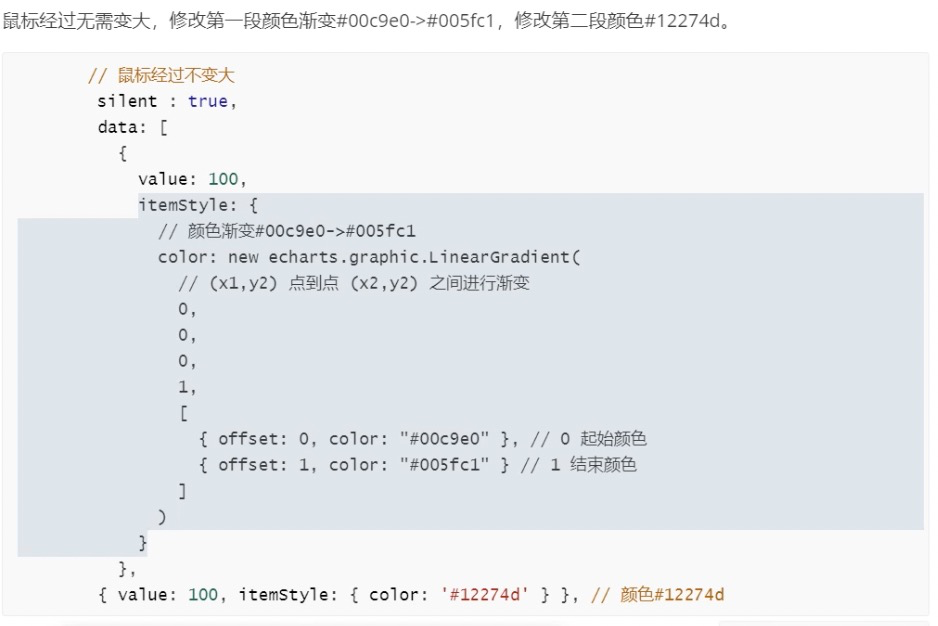 鼠标经过无需变大，修改第一段颜色渐变#00c9e0->#005fc1，修改第二段颜色#12274d。
// 鼠标经过不变大
silent : true,
data: [
{
value: 100,
itemStyle: {
// 颜色渐变#00c9e0->#005fc1
color: new echarts.graphic.LinearGradient(
// (x1,y2) 点到点 (x2,y2) 之间进行渐变
0,
0,
0,
1,
[
{ offset: 0, color: "#00c9e0" }, // 0 起始颜色
{ offset: 1, color: "#005fc1" } // 1 结束颜色
]
)
}
},
{ value: 100, itemStyle: { color: '#12274d' } }, // 颜色#12274d